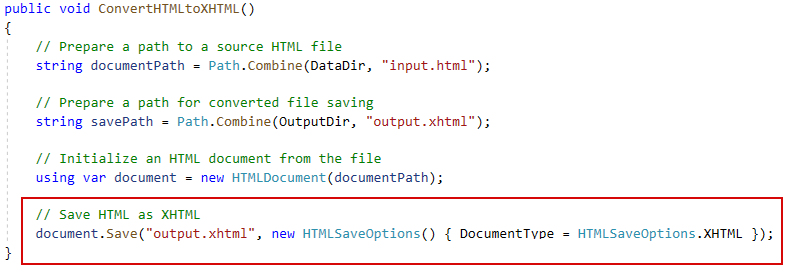 public void ConvertHTMLtoXHTML()
{
    // Prepare a path to a source HTML file
    string documentPath = Path.Combine(DataDir, "input.html");

    // Prepare a path for converted file saving
    string savePath = Path.Combine(OutputDir, "output.xhtml");

    // Initialize an HTML document from the file
    using var document = new HTMLDocument(documentPath);

    // Save HTML as XHTML
    document.Save("output.xhtml", new HTMLSaveOptions() { DocumentType = HTMLSaveOptions.XHTML });
}